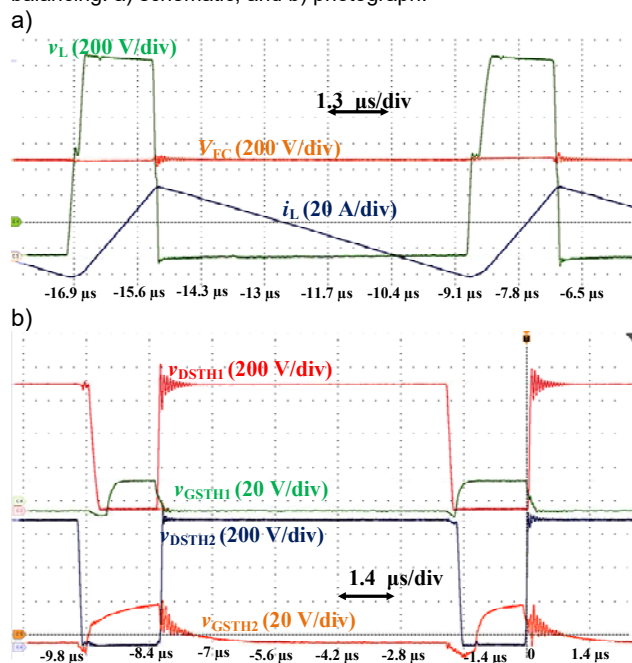 balancing: a) schematic, and b) photograph.
a)
vL (200 V/div)
1.3 µs/div
VFC (200 V/div)
iL (20 A/div)
-16.9 µs -15.6 µs -14.3 µs -13 µs -11.7 µs -10.4 µs -9.1 µs -7.8 µs -6.5 µs
b)
vDSTH1 (200 V/div)
vGSTH1 (20 V/div)
vDSTH2 (200 V/div)
1.4 µs/div
vGSTH2 (20 V/div)
-9.8 µs -8.4 µs -7 µs -5.6 µs -4.2 µs -2.8 µs -1.4 µs 0 1.4 µs